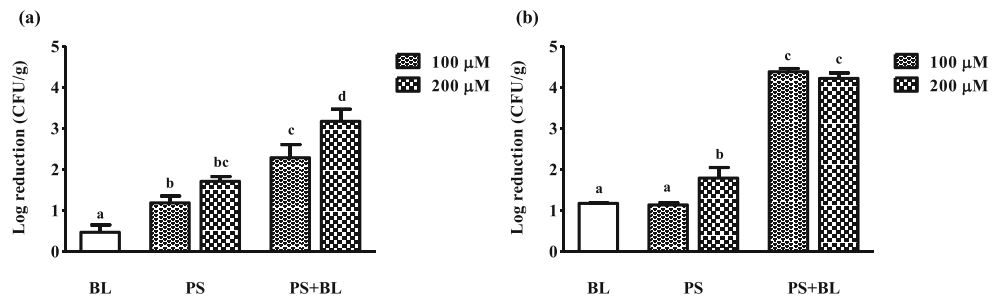 (a)
Log reduction (CFU/g)
5
4
3
2
1
0
a
b
bc
c
d
BL
PS
PS+BL
100 μM
200 μM
(b)
Log reduction (CFU/g)
5
4
3
2
1
0
a
a
b
c
c
BL
PS
PS+BL
100 μM
200 μM